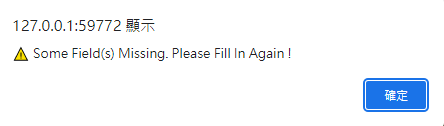 127.0.0.1:59772 顯示
⚠ Some Field(s) Missing. Please Fill In Again !
確定